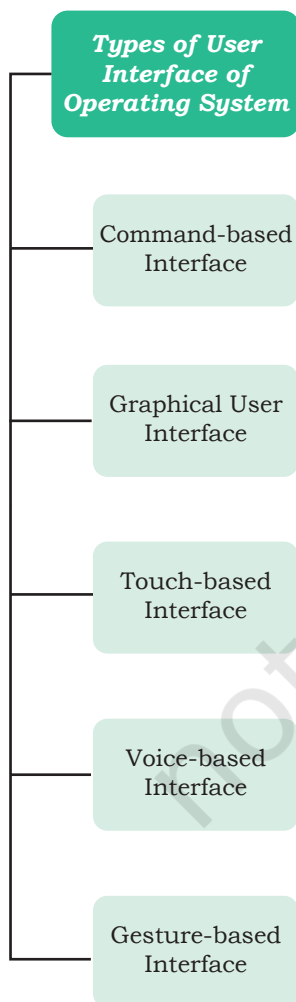 Types of User
Interface of
Operating System
Command-based
Interface
Graphical User
Interface
Touch-based
Interface
Voice-based
Interface
Gesture-based
Interface
not